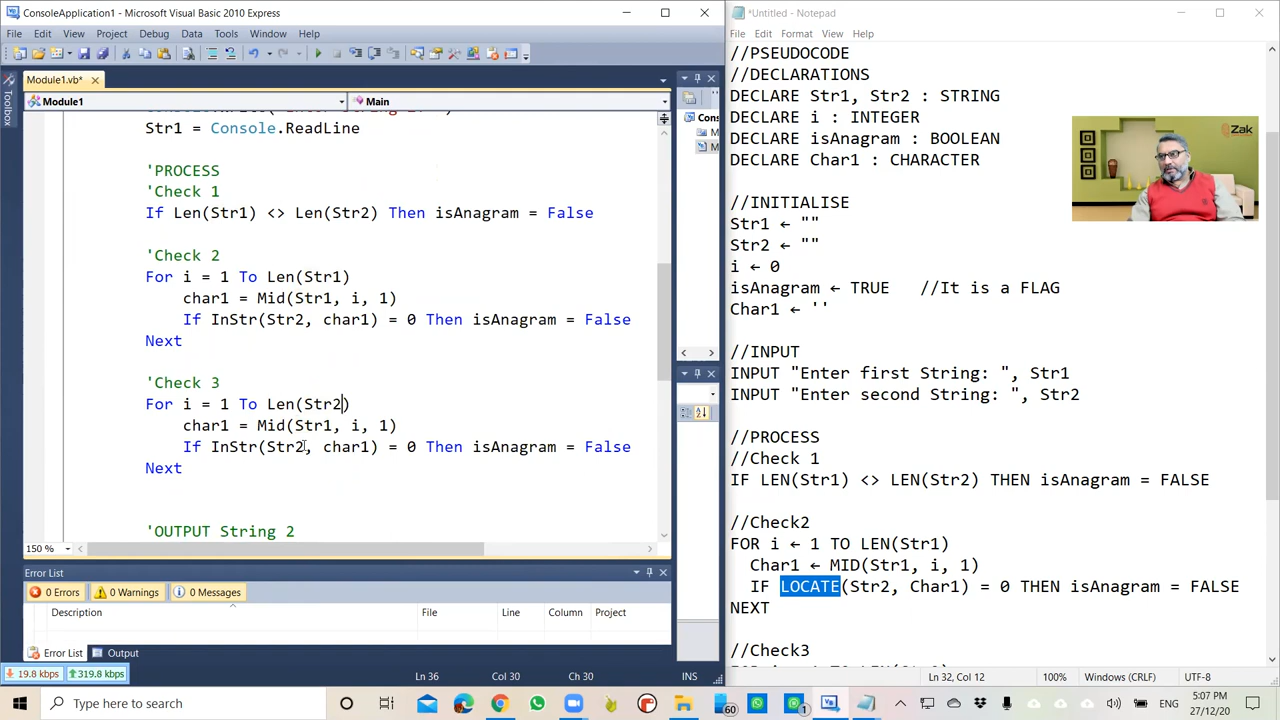 ConsoleApplication1 - Microsoft Visual Basic 2010 Express
File Edit View Project Debug Data Tools Window Help
Module1.vb*
Module1
Main
Toolbox
Str1 = Console.ReadLine
'PROCESS
'Check 1
If Len(Str1) <> Len(Str2) Then isAnagram = False
'Check 2
For i = 1 To Len(Str1)
char1 = Mid(Str1, i, 1)
If InStr(Str2, char1) = 0 Then isAnagram = False
Next
'Check 3
For i = 1 To Len(Str2)
char1 = Mid(Str1, i, 1)
If InStr(Str2, char1) = 0 Then isAnagram = False
Next
'OUTPUT String 2
150 %
Cons
M
M
Error List
0 Errors
0 Warnings
0 Messages
Description
File
Line
Column
Project
Error List
Output
19.8 kbps
319.8 kbps
Ln 36
Col 30
Ch 30
INS
*Untitled - Notepad
File Edit Format View Help
//PSEUDOCODE
//DECLARATIONS
DECLARE Str1, Str2 : STRING
DECLARE i : INTEGER
DECLARE isAnagram : BOOLEAN
DECLARE Char1 : CHARACTER
//INITIALISE
Str1 ← ""
Str2 ← ""
i ← 0
isAnagram ← TRUE //It is a FLAG
Char1 ← ''
//INPUT
INPUT "Enter first String: ", Str1
INPUT "Enter second String: ", Str2
//PROCESS
//Check 1
IF LEN(Str1) <> LEN(Str2) THEN isAnagram = FALSE
//Check2
FOR i ← 1 TO LEN(Str1)
Char1 ← MID(Str1, i, 1)
IF LOCATE(Str2, Char1) = 0 THEN isAnagram = FALSE
NEXT
//Check3
Ln 32, Col 12
100%
Windows (CRLF)
UTF-8
Zak
Type here to search
60
1
ENG
5:07 PM
27/12/20